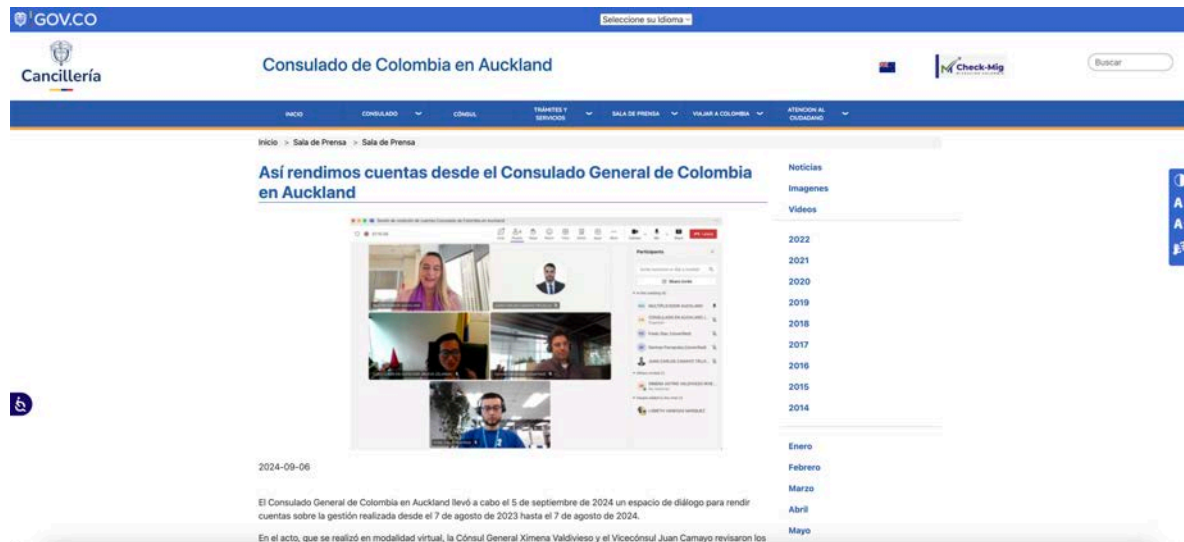 GOV.CO
Seleccione su Idioma
Cancillería
Consulado de Colombia en Auckland
Check-Mig
Buscar
INICIO CONSULADO CÓNSUL TRÁMITES Y SERVICIOS SALA DE PRENSA VIAJAR A COLOMBIA ATENCION AL CIUDADANO
Inicio > Sala de Prensa > Sala de Prensa
Así rendimos cuentas desde el Consulado General de Colombia
en Auckland
Participants
Share invite
2024-09-06
El Consulado General de Colombia en Auckland llevó a cabo el 5 de septiembre de 2024 un espacio de diálogo para rendir
cuentas sobre la gestión realizada desde el 7 de agosto de 2023 hasta el 7 de agosto de 2024.
En el acto, que se realizó en modalidad virtual, la Cónsul General Ximena Valdivieso y el Vicecónsul Juan Camayo revisaron los
Noticias
Imagenes
Videos
2022
2021
2020
2019
2018
2017
2016
2015
2014
Enero
Febrero
Marzo
Abril
Mayo
A
A